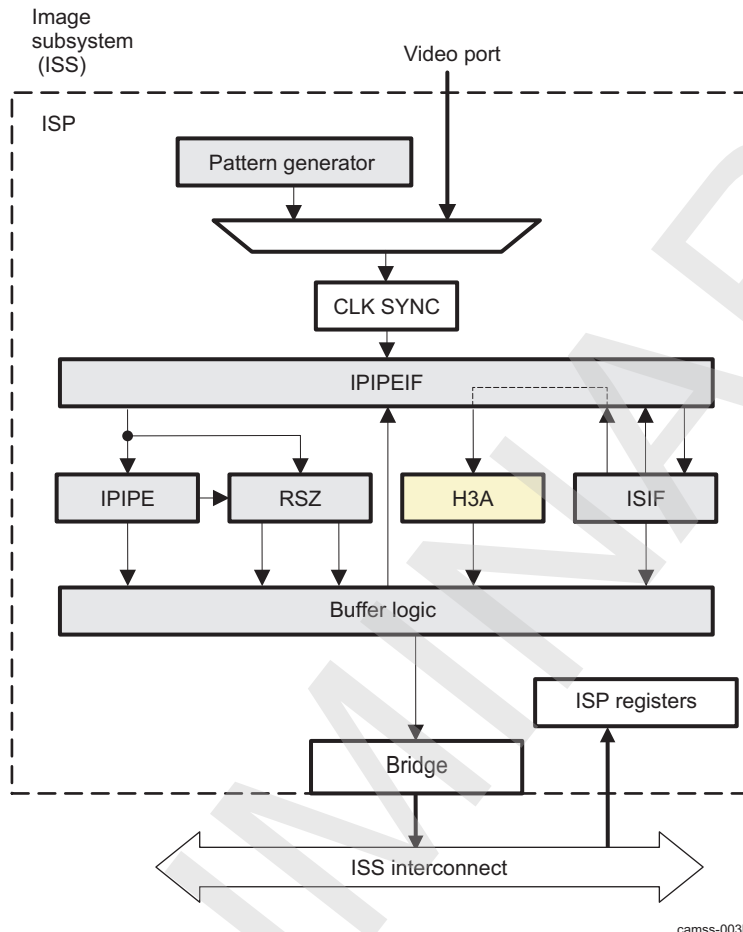 Image
subsystem
(ISS)
Video port
ISP
Pattern generator
CLK SYNC
IPIPEIF
IPIPE
RSZ
H3A
ISIF
Buffer logic
ISP registers
Bridge
ISS interconnect